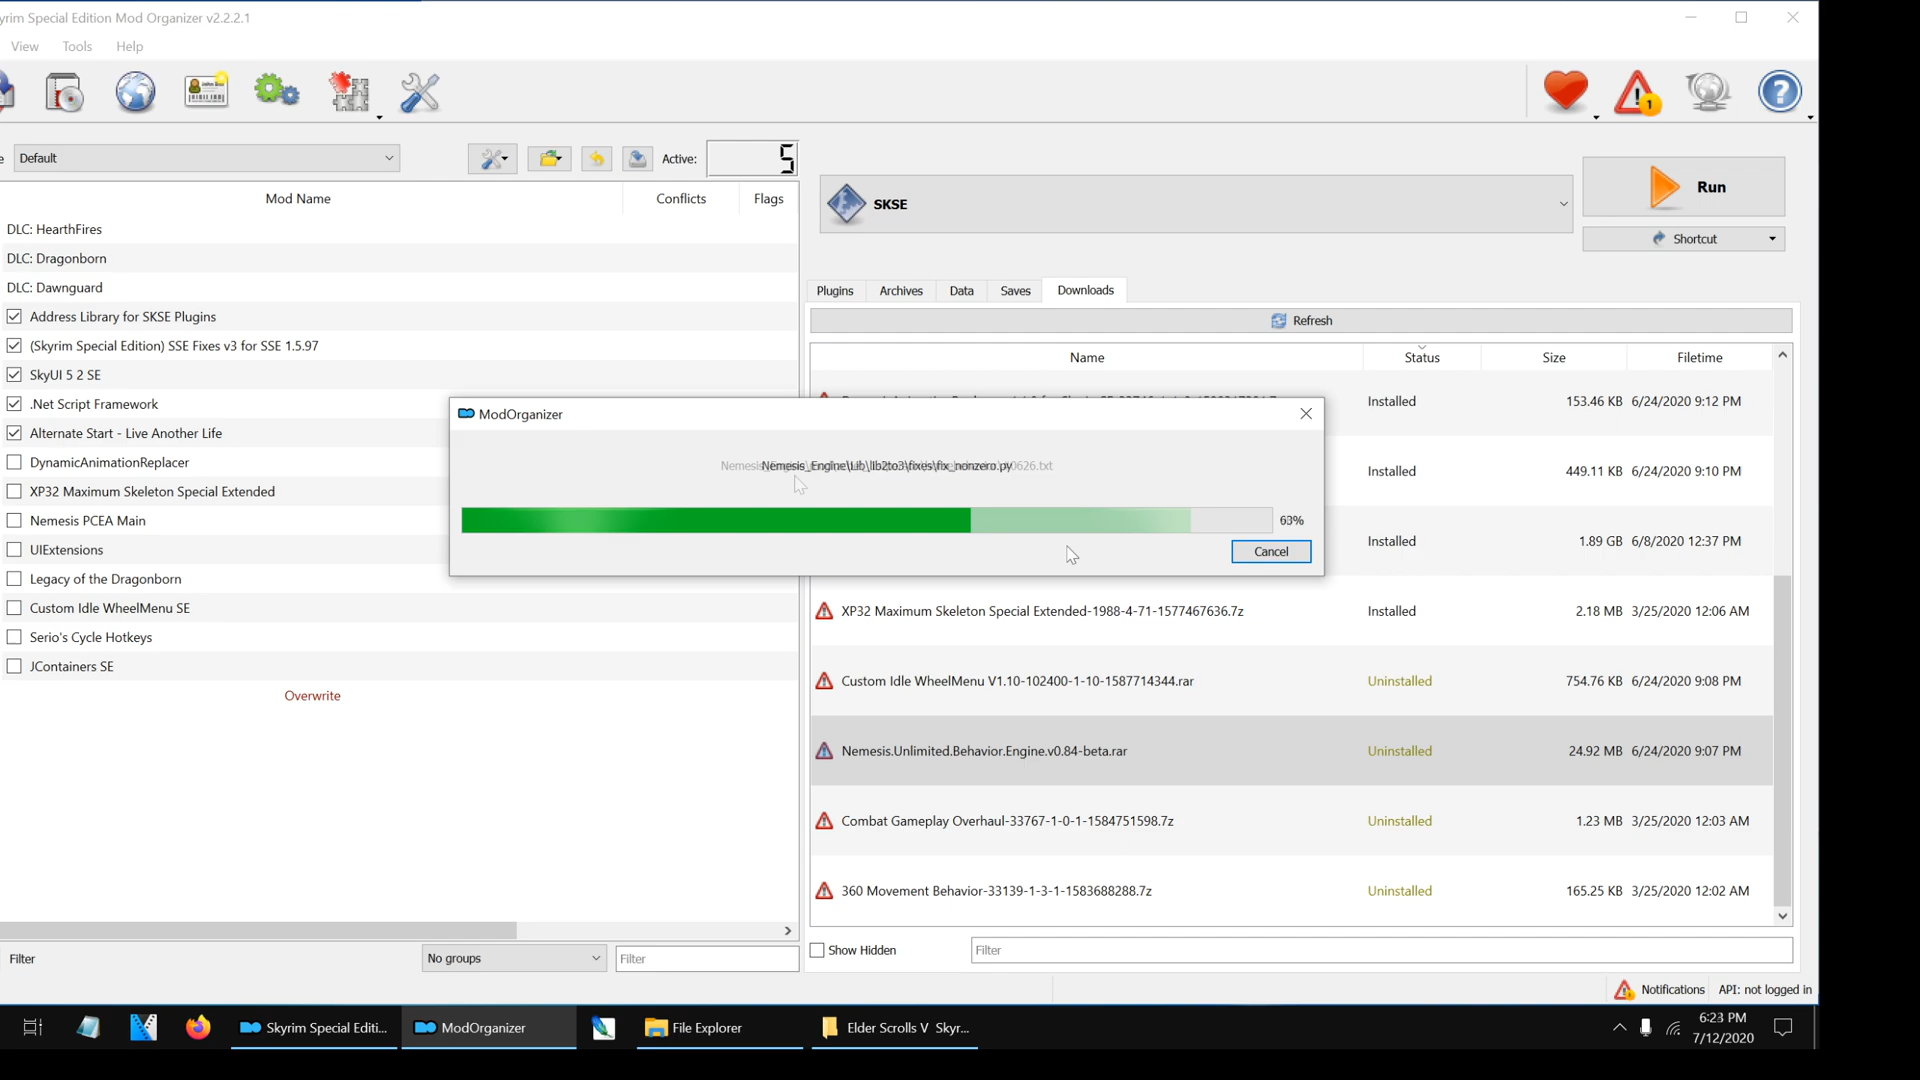 yrim Special Edition Mod Organizer v2.2.2.1
View Tools Help
1
e Default
Active: 5
Mod Name Conflicts Flags
DLC: HearthFires
DLC: Dragonborn
DLC: Dawnguard
Address Library for SKSE Plugins
(Skyrim Special Edition) SSE Fixes v3 for SSE 1.5.97
SkyUI 5 2 SE
.Net Script Framework
Alternate Start - Live Another Life
DynamicAnimationReplacer
XP32 Maximum Skeleton Special Extended
Nemesis PCEA Main
UIExtensions
Legacy of the Dragonborn
Custom Idle WheelMenu SE
Serio's Cycle Hotkeys
JContainers SE
Overwrite
Filter No groups Filter
SKSE
Run
Shortcut
Plugins Archives Data Saves Downloads
Refresh
Name Status Size Filetime
Installed 153.46 KB 6/24/2020 9:12 PM
Installed 449.11 KB 6/24/2020 9:10 PM
Installed 1.89 GB 6/8/2020 12:37 PM
XP32 Maximum Skeleton Special Extended-1988-4-71-1577467636.7z Installed 2.18 MB 3/25/2020 12:06 AM
Custom Idle WheelMenu V1.10-102400-1-10-1587714344.rar Uninstalled 754.76 KB 6/24/2020 9:08 PM
Nemesis.Unlimited.Behavior.Engine.v0.84-beta.rar Uninstalled 24.92 MB 6/24/2020 9:07 PM
Combat Gameplay Overhaul-33767-1-0-1-1584751598.7z Uninstalled 1.23 MB 3/25/2020 12:03 AM
360 Movement Behavior-33139-1-3-1-1583688288.7z Uninstalled 165.25 KB 3/25/2020 12:02 AM
Show Hidden Filter
ModOrganizer
Nemesis_Engine\Lib\lib2to3\fixes\fix_nonzero.py
63%
Cancel
Notifications API: not logged in
Skyrim Special Editi... ModOrganizer File Explorer Elder Scrolls V Skyr...
6:23 PM
7/12/2020